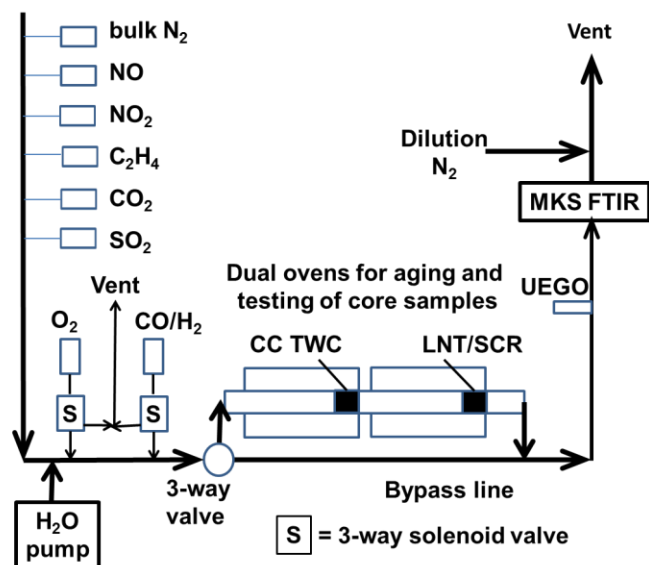 bulk N₂
NO
NO₂
C₂H₄
CO₂
SO₂
Vent
Dilution
N₂
MKS FTIR
UEGO
Dual ovens for aging and
testing of core samples
Vent
O₂
CO/H₂
CC TWC
LNT/SCR
S
S
3-way
valve
Bypass line
H₂O
pump
S = 3-way solenoid valve